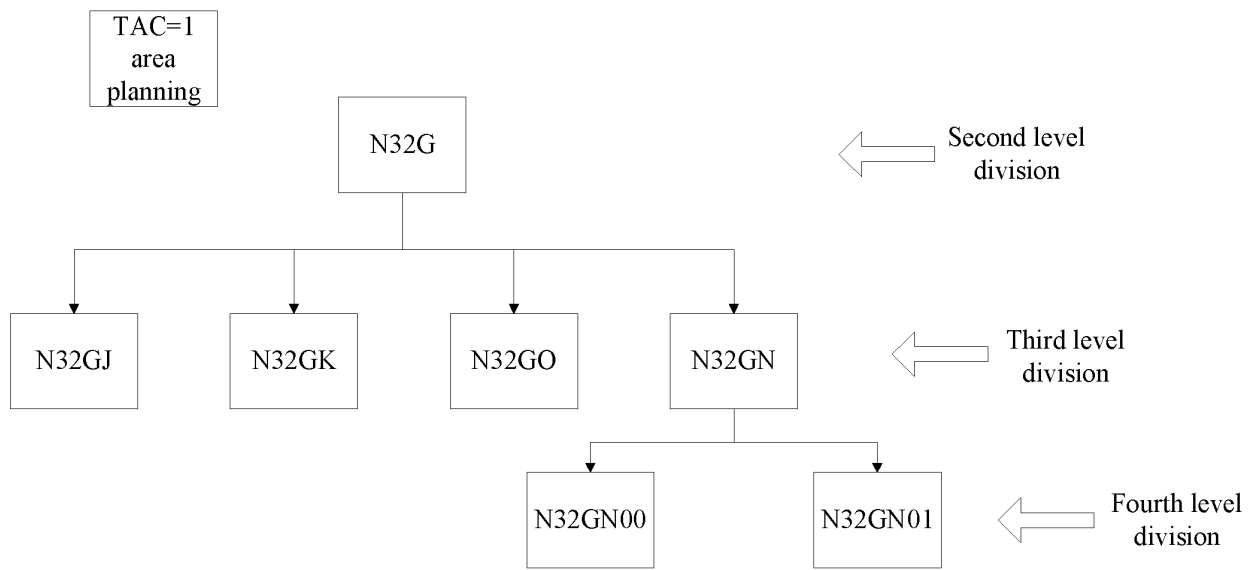 TAC=1
area
planning
N32G
Second level
division
N32GJ
N32GK
N32GO
N32GN
Third level
division
N32GN00
N32GN01
Fourth level
division